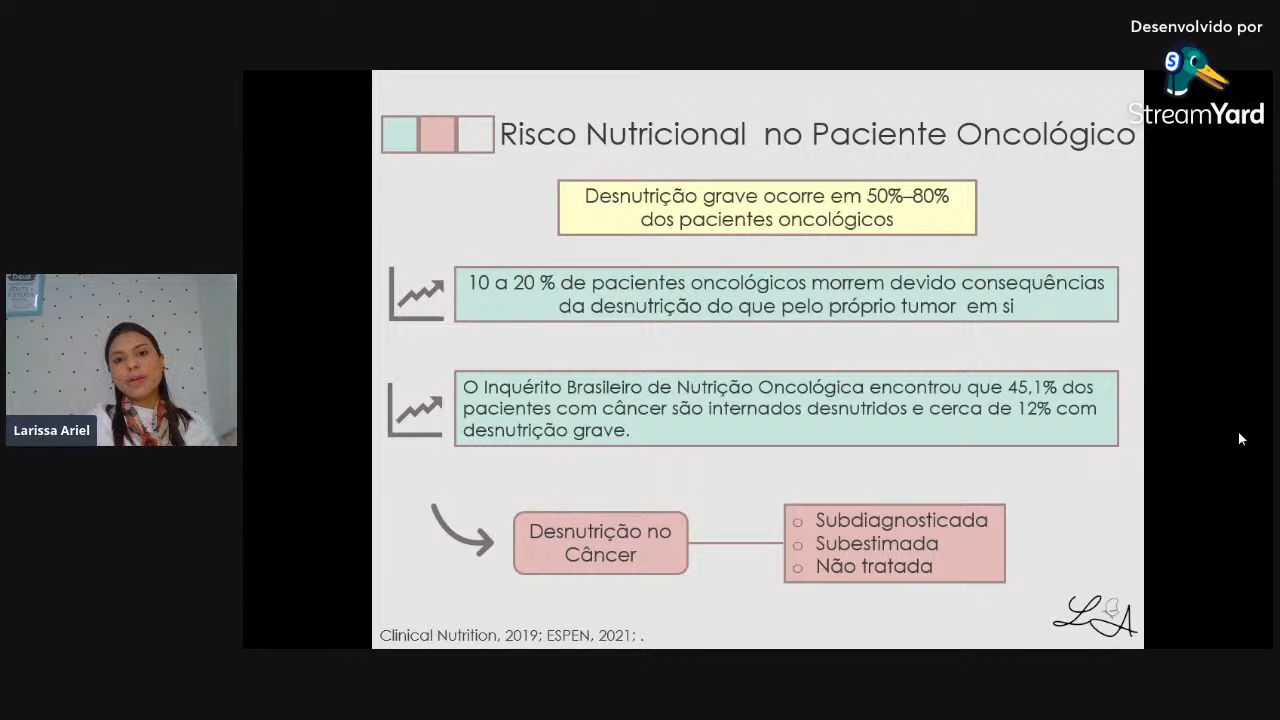 Desenvolvido por
StreamYard
Risco Nutricional no Paciente Oncológico
Desnutrição grave ocorre em 50%–80%
dos pacientes oncológicos
10 a 20 % de pacientes oncológicos morrem devido consequências
da desnutrição do que pelo próprio tumor em si
O Inquérito Brasileiro de Nutrição Oncológica encontrou que 45,1% dos
pacientes com câncer são internados desnutridos e cerca de 12% com
desnutrição grave.
Desnutrição no
Câncer
Subdiagnosticada
Subestimada
Não tratada
Clinical Nutrition, 2019; ESPEN, 2021; .
Larissa Ariel